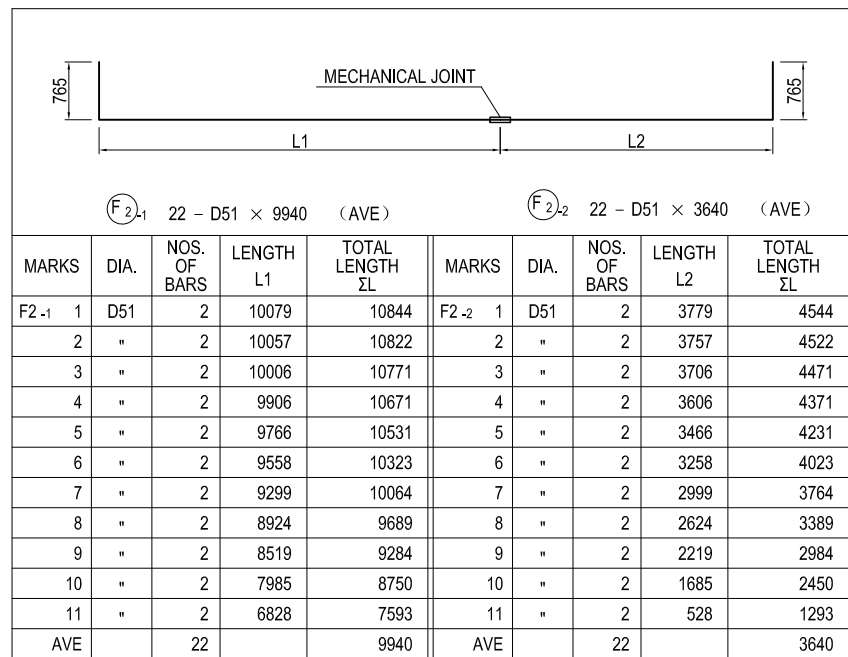 765
MECHANICAL JOINT
765
L1
L2
F 2 -1 22 – D51 × 9940 （AVE）
F 2 -2 22 – D51 × 3640 （AVE）
MARKS DIA. NOS. OF BARS LENGTH L1 TOTAL LENGTH ΣL MARKS DIA. NOS. OF BARS LENGTH L2 TOTAL LENGTH ΣL
F2 -1 1 D51 2 10079 10844 F2 -2 1 D51 2 3779 4544
2 " 2 10057 10822 2 " 2 3757 4522
3 " 2 10006 10771 3 " 2 3706 4471
4 " 2 9906 10671 4 " 2 3606 4371
5 " 2 9766 10531 5 " 2 3466 4231
6 " 2 9558 10323 6 " 2 3258 4023
7 " 2 9299 10064 7 " 2 2999 3764
8 " 2 8924 9689 8 " 2 2624 3389
9 " 2 8519 9284 9 " 2 2219 2984
10 " 2 7985 8750 10 " 2 1685 2450
11 " 2 6828 7593 11 " 2 528 1293
AVE 22 9940 AVE 22 3640